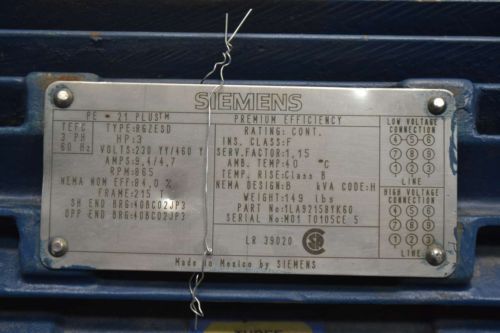 SIEMENS
PE • 21 PLUS™ PREMIUM EFFICIENCY
TEFC
3 PH
60 Hz
TYPE:RGZESD
HP:3
VOLTS:230 YY/460 Y
AMPS:9,4/4,7
RPM:865
NEMA NOM EFF:84,0,%
FRAME:215 T
SH END BRG:40BC02JP3
OPP END BRG:40BC02JP3
RATING: CONT.
INS. CLASS:F
SERV.FACTOR:1,15
AMB. TEMP:40 °C
TEMP. RISE:Class B
NEMA DESIGN:B kVA CODE:H
WEIGHT:149 lbs
PART No:1LA92158YK60
SERIAL No:M01 T0105CE 5
LR 39020
Made in Mexico by SIEMENS
LOW VOLTAGE
CONNECTION
4 5 6
7 8 9
1 2 3
LINE
HIGH VOLTAGE
CONNECTION
4 5 6
7 8 9
1 2 3
LINE